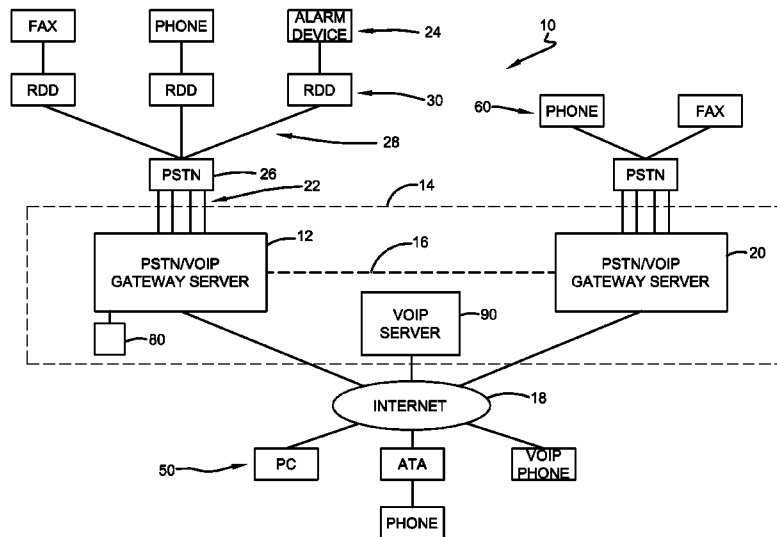 FAX
PHONE
ALARM
DEVICE
24
10
RDD
RDD
RDD
30
60
PHONE
FAX
28
PSTN
26
22
PSTN
14
12
16
20
PSTN/VOIP
GATEWAY SERVER
PSTN/VOIP
GATEWAY SERVER
VOIP
SERVER
90
80
INTERNET
18
50
PC
ATA
VOIP
PHONE
PHONE